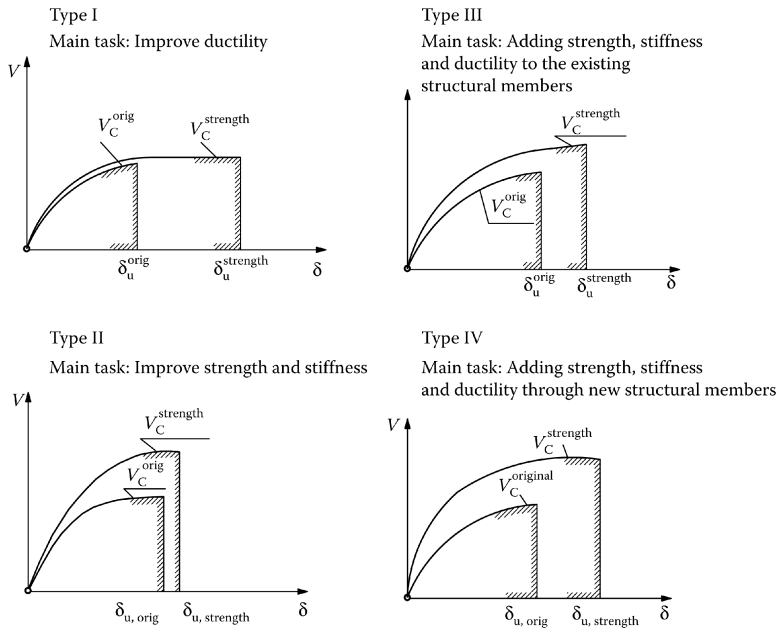 Type I
Main task: Improve ductility
V
V_C^orig
V_C^strength
δ_u^orig
δ_u^strength
δ
Type III
Main task: Adding strength, stiffness
and ductility to the existing
structural members
V_C^strength
V_C^orig
δ_u^orig
δ_u^strength
δ
Type II
Main task: Improve strength and stiffness
V
V_C^strength
V_C^orig
δ_u, orig
δ_u, strength
δ
Type IV
Main task: Adding strength, stiffness
and ductility through new structural members
V
V_C^strength
V_C^original
δ_u, orig
δ_u, strength
δ